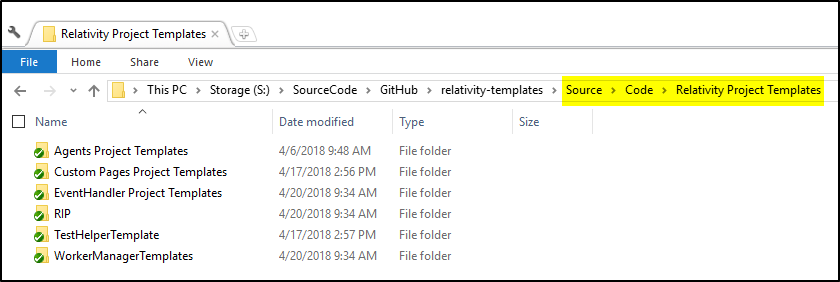 Relativity Project Templates
File Home Share View
This PC > Storage (S:) > SourceCode > GitHub > relativity-templates > Source > Code > Relativity Project Templates
Name Date modified Type Size
Agents Project Templates 4/6/2018 9:48 AM File folder
Custom Pages Project Templates 4/17/2018 2:56 PM File folder
EventHandler Project Templates 4/20/2018 9:34 AM File folder
RIP 4/20/2018 9:34 AM File folder
TestHelperTemplate 4/17/2018 2:57 PM File folder
WorkerManagerTemplates 4/20/2018 9:34 AM File folder